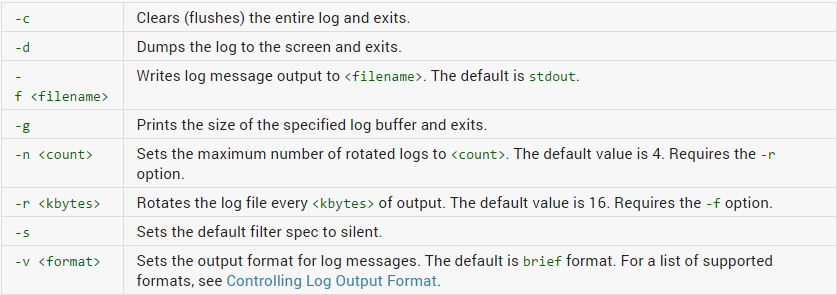 -c Clears (flushes) the entire log and exits.
-d Dumps the log to the screen and exits.
- Writes log message output to <filename>. The default is stdout.
f <filename>
-g Prints the size of the specified log buffer and exits.
-n <count> Sets the maximum number of rotated logs to <count>. The default value is 4. Requires the -r
option.
-r <kbytes> Rotates the log file every <kbytes> of output. The default value is 16. Requires the -f option.
-s Sets the default filter spec to silent.
-v <format> Sets the output format for log messages. The default is brief format. For a list of supported
formats, see Controlling Log Output Format.